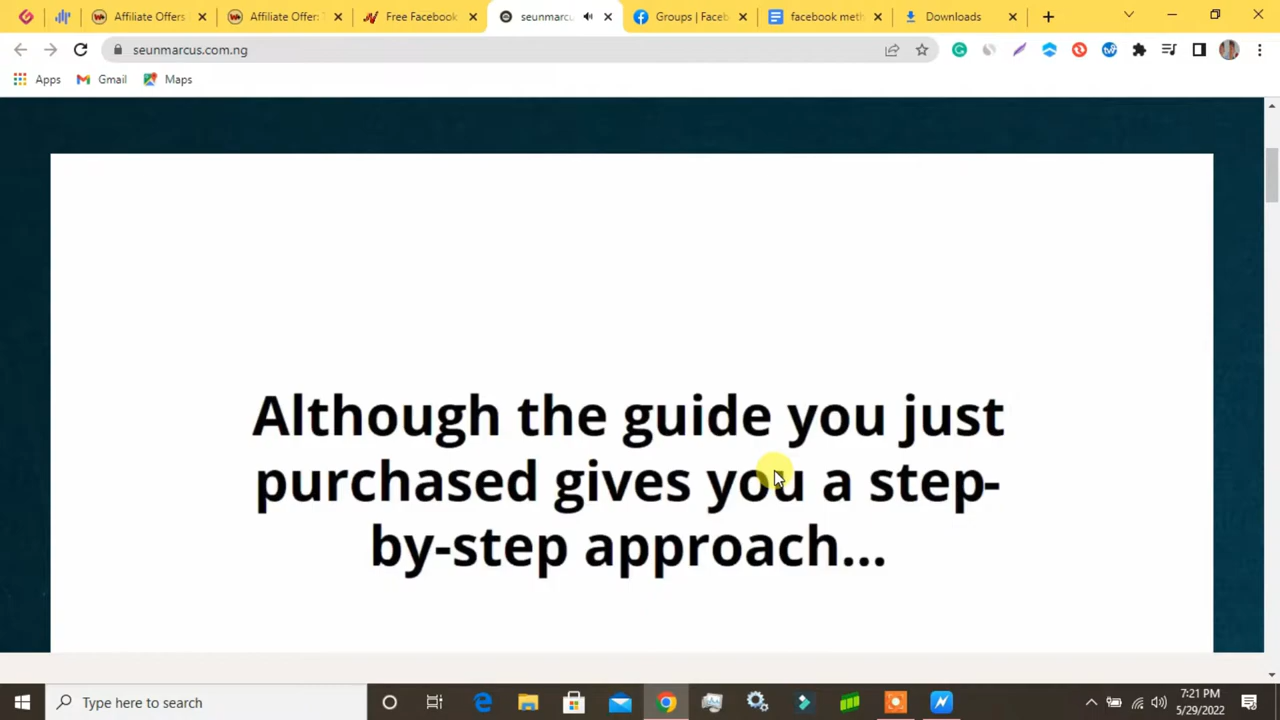 Affiliate Offers
Affiliate Offer: T
Free Facebook
seunmarcu
Groups | Faceb
facebook meth
Downloads
seunmarcus.com.ng
Apps
Gmail
Maps
Although the guide you just
purchased gives you a step-
by-step approach...
Type here to search
7:21 PM
5/29/2022